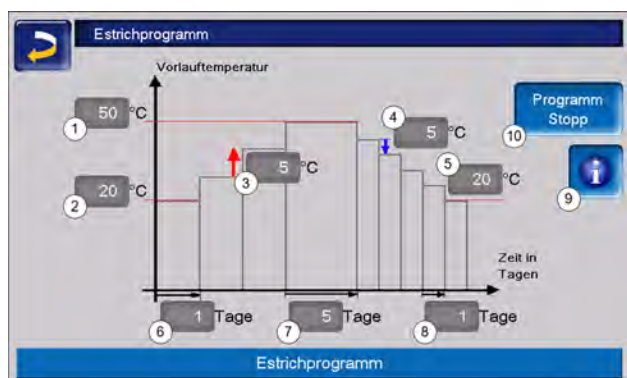 Estrichprogramm
Vorlauftemperatur
1
50 °C
2
20 °C
3
5 °C
4
5 °C
5
20 °C
10
Programm
Stopp
i
9
Zeit in
Tagen
6
1 Tage
7
5 Tage
8
1 Tage
Estrichprogramm